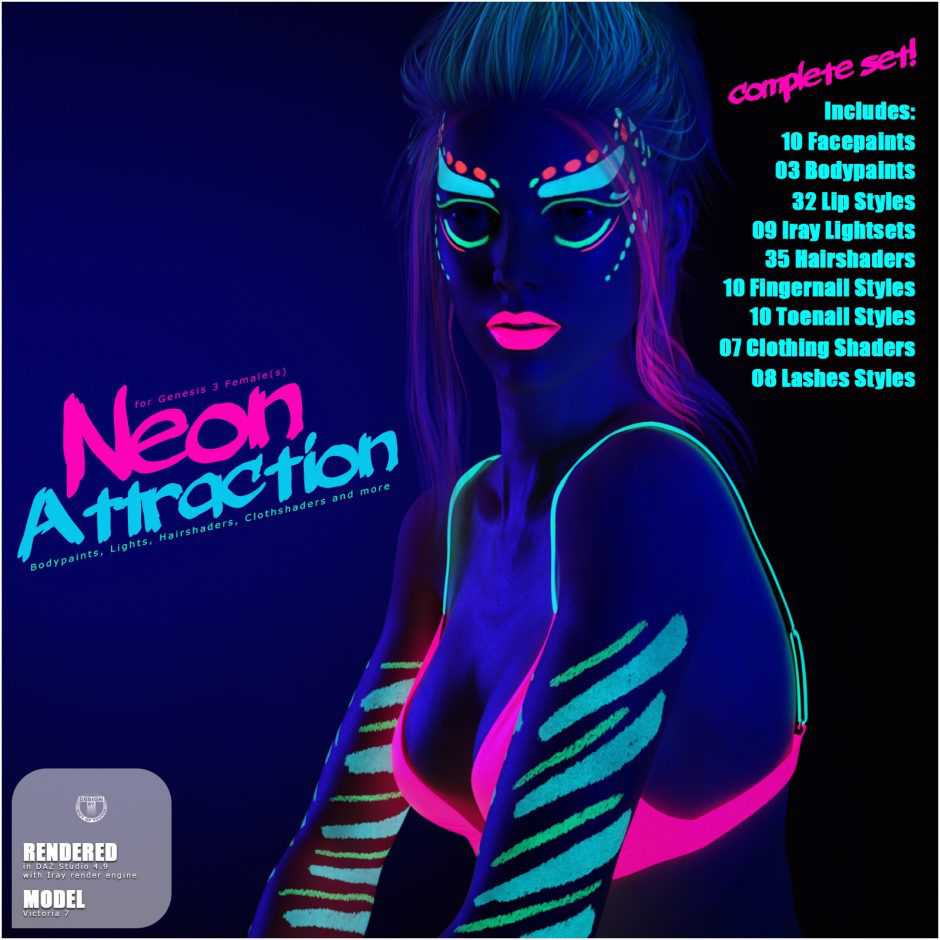 complete set!
Includes:
10 Facepaints
03 Bodypaints
32 Lip Styles
09 Iray Lightsets
35 Hairshaders
10 Fingernail Styles
10 Toenail Styles
07 Clothing Shaders
08 Lashes Styles
for Genesis 3 Female(s)
Neon
Attraction
Bodypaints, Lights, Hairshaders, Clothshaders and more
RENDERED
in DAZ Studio 4.9
with Iray render engine
MODEL
Victoria 7